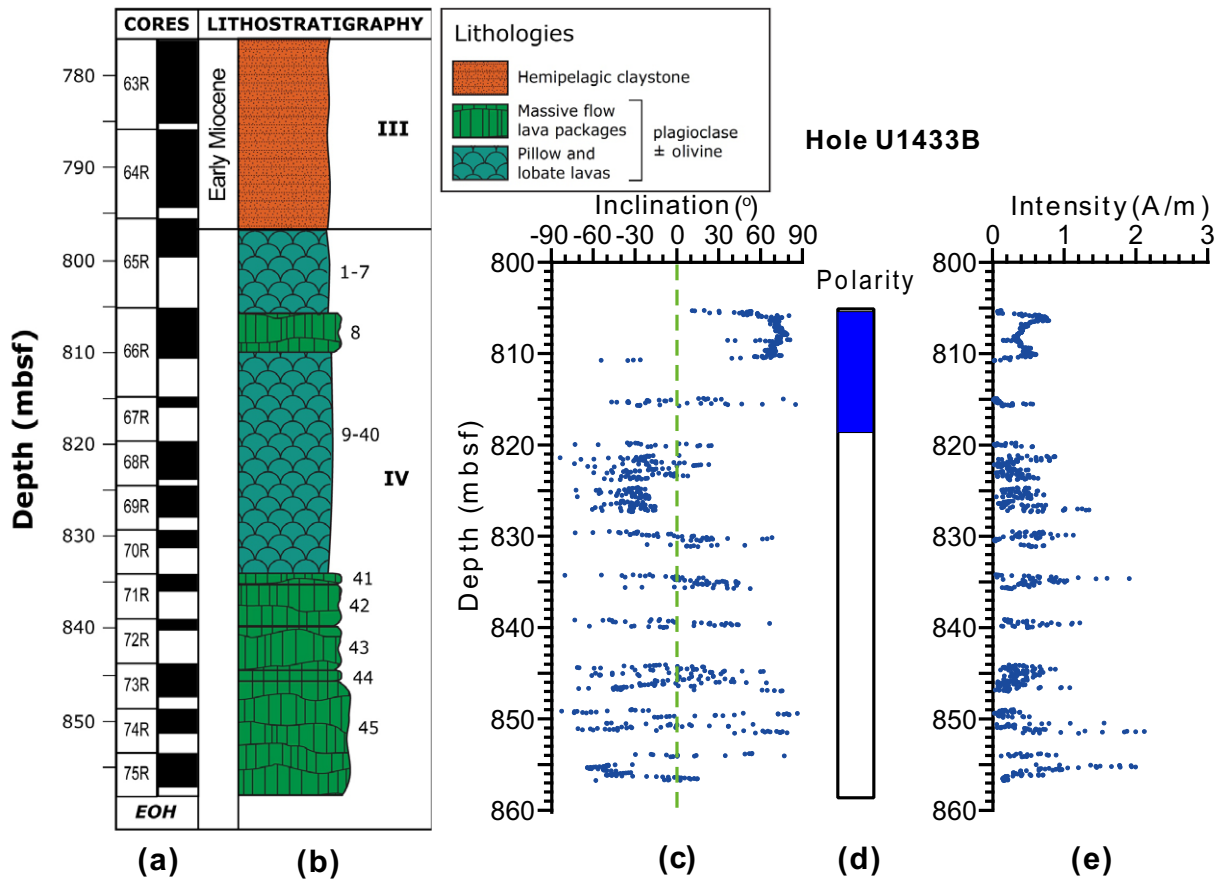 CORES LITHOSTRATIGRAPHY
Lithologies
Hemipelagic claystone
Massive flow
lava packages
Pillow and
lobate lavas
plagioclase
± olivine
Hole U1433B
Depth (mbsf)
780
790
800
810
820
830
840
850
63R
64R
65R
66R
67R
68R
69R
70R
71R
72R
73R
74R
75R
EOH
Early Miocene
III
IV
1-7
8
9-40
41
42
43
44
45
Inclination (°)
-90 -60 -30 0 30 60 90
Depth (mbsf)
800
810
820
830
840
850
860
Polarity
Intensity (A/m)
0 1 2 3
800
810
820
830
840
850
860
(a) (b) (c) (d) (e)